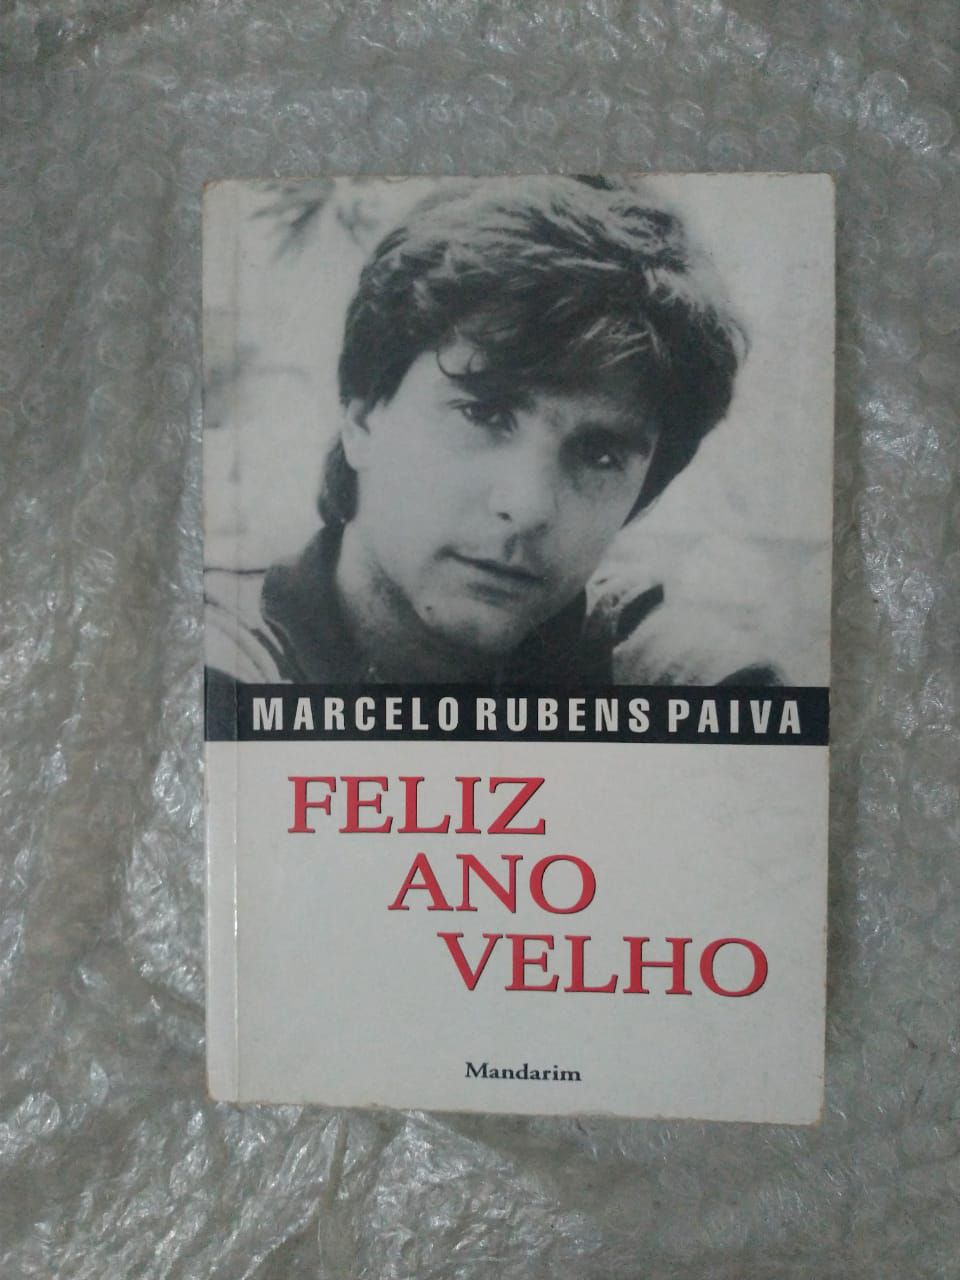 MARCELO RUBENS PAIVA
FELIZ
ANO
VELHO
Mandarim